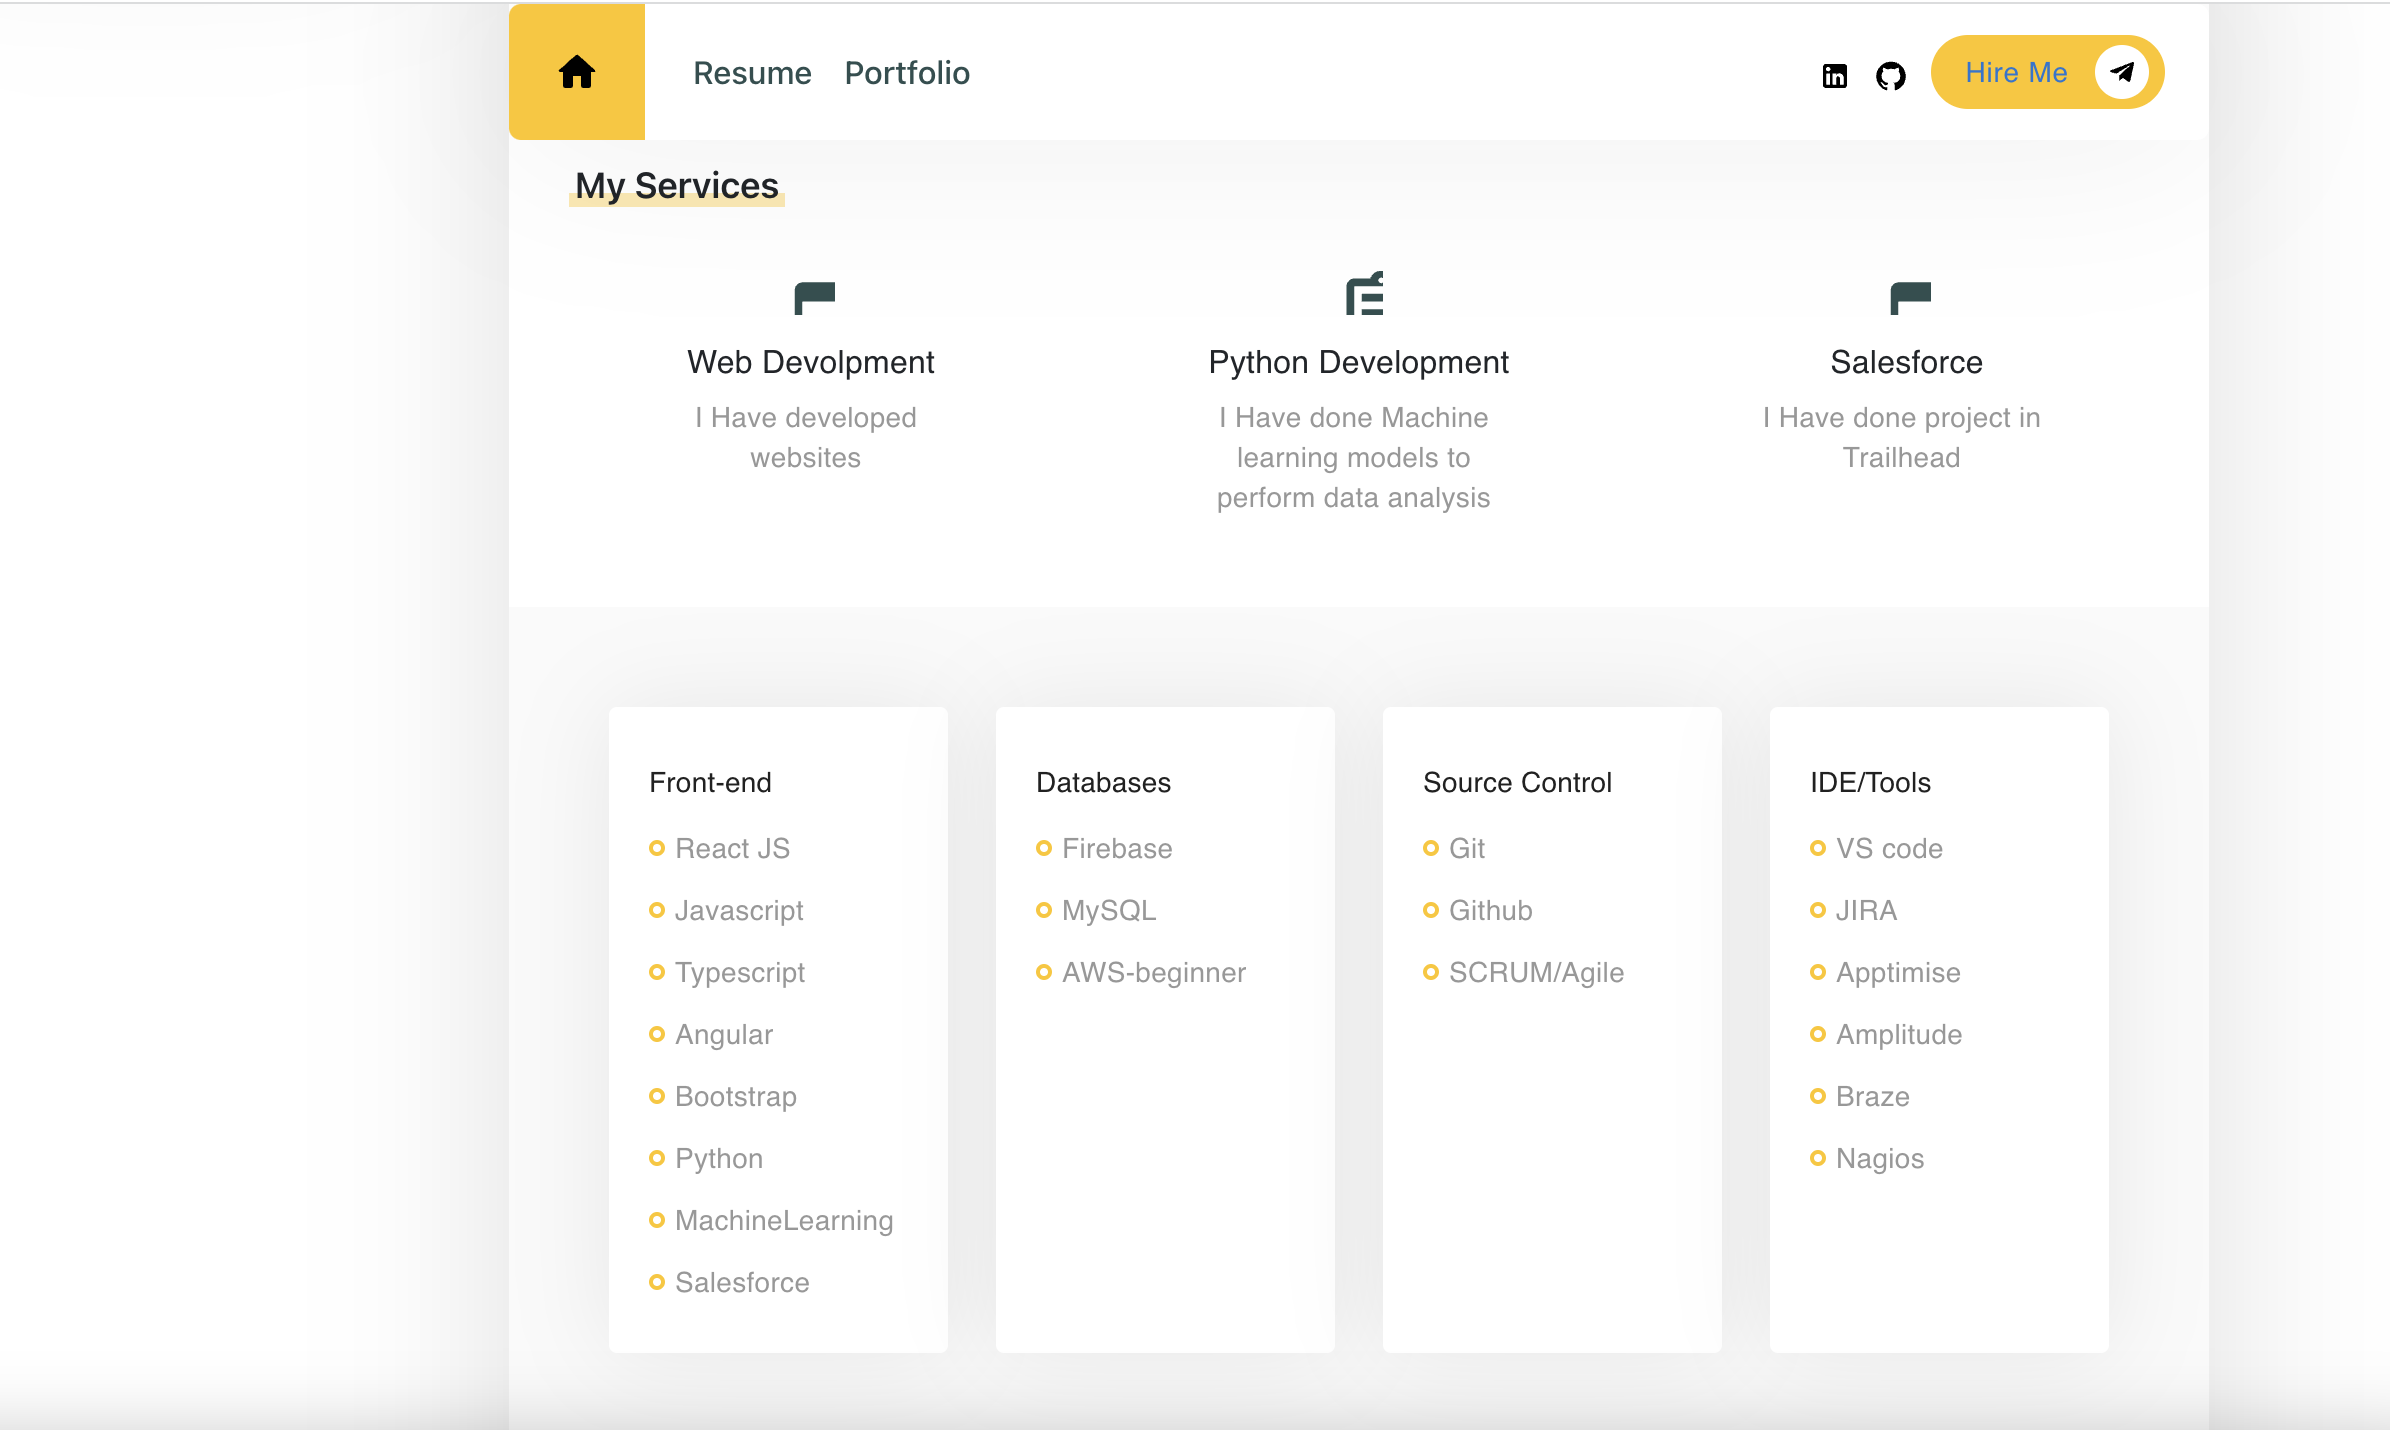 Resume Portfolio
Hire Me
My Services
Web Devolpment
I Have developed
websites
Python Development
I Have done Machine
learning models to
perform data analysis
Salesforce
I Have done project in
Trailhead
Front-end
React JS
Javascript
Typescript
Angular
Bootstrap
Python
MachineLearning
Salesforce
Databases
Firebase
MySQL
AWS-beginner
Source Control
Git
Github
SCRUM/Agile
IDE/Tools
VS code
JIRA
Apptimise
Amplitude
Braze
Nagios